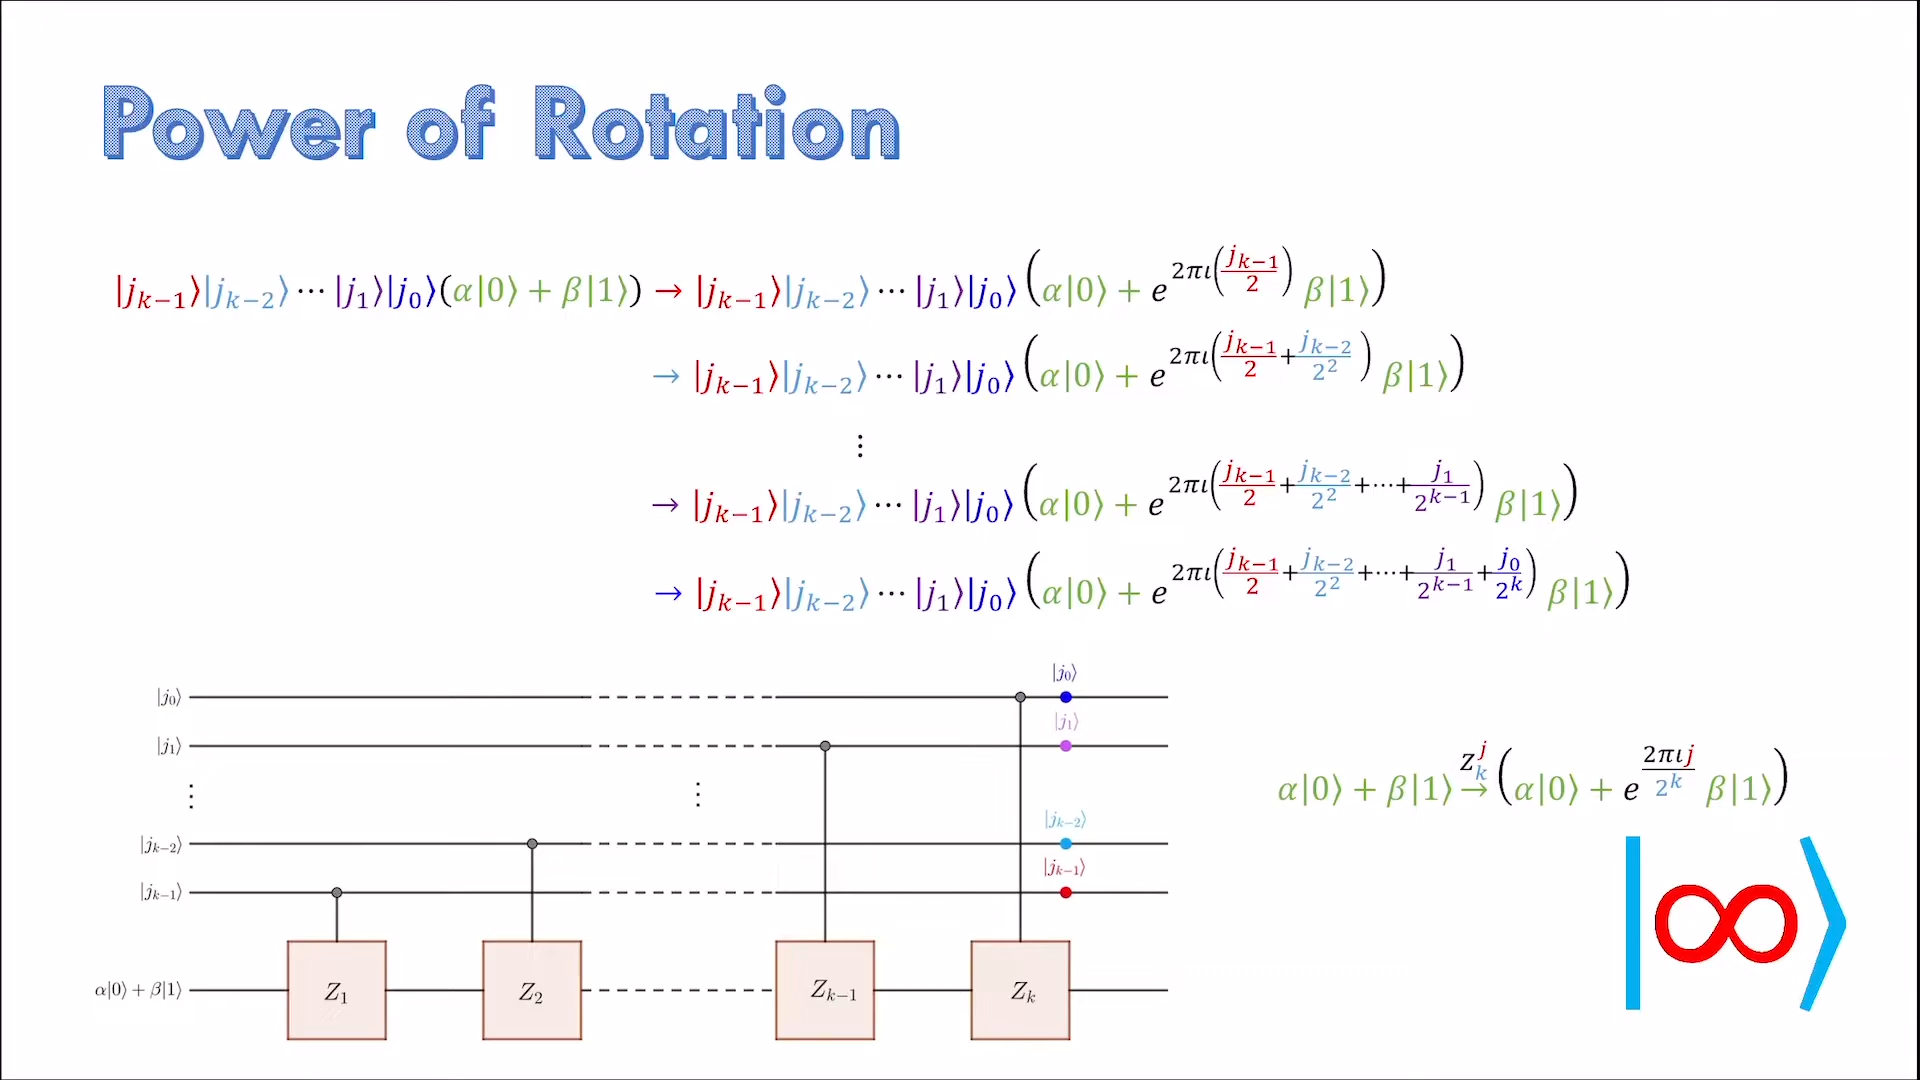 Power of Rotation
|j_{k−1}⟩|j_{k−2}⟩ ⋯ |j_1⟩|j_0⟩(α|0⟩ + β|1⟩) → |j_{k−1}⟩|j_{k−2}⟩ ⋯ |j_1⟩|j_0⟩ (α|0⟩ + e^{2πι(j_{k−1}/2)} β|1⟩)
→ |j_{k−1}⟩|j_{k−2}⟩ ⋯ |j_1⟩|j_0⟩ (α|0⟩ + e^{2πι(j_{k−1}/2 + j_{k−2}/2^2)} β|1⟩)
⋮
→ |j_{k−1}⟩|j_{k−2}⟩ ⋯ |j_1⟩|j_0⟩ (α|0⟩ + e^{2πι(j_{k−1}/2 + j_{k−2}/2^2 + ⋯ + j_1/2^{k−1})} β|1⟩)
→ |j_{k−1}⟩|j_{k−2}⟩ ⋯ |j_1⟩|j_0⟩ (α|0⟩ + e^{2πι(j_{k−1}/2 + j_{k−2}/2^2 + ⋯ + j_1/2^{k−1} + j_0/2^k)} β|1⟩)
|j_0⟩ |j_0⟩
|j_1⟩ |j_1⟩
⋮ ⋮
|j_{k−2}⟩ |j_{k−2}⟩
|j_{k−1}⟩ |j_{k−1}⟩
α|0⟩ + β|1⟩ Z_1 Z_2 Z_{k−1} Z_k
α|0⟩ + β|1⟩ →^{Z_k^j} (α|0⟩ + e^{2πιj/2^k} β|1⟩)
|∞⟩